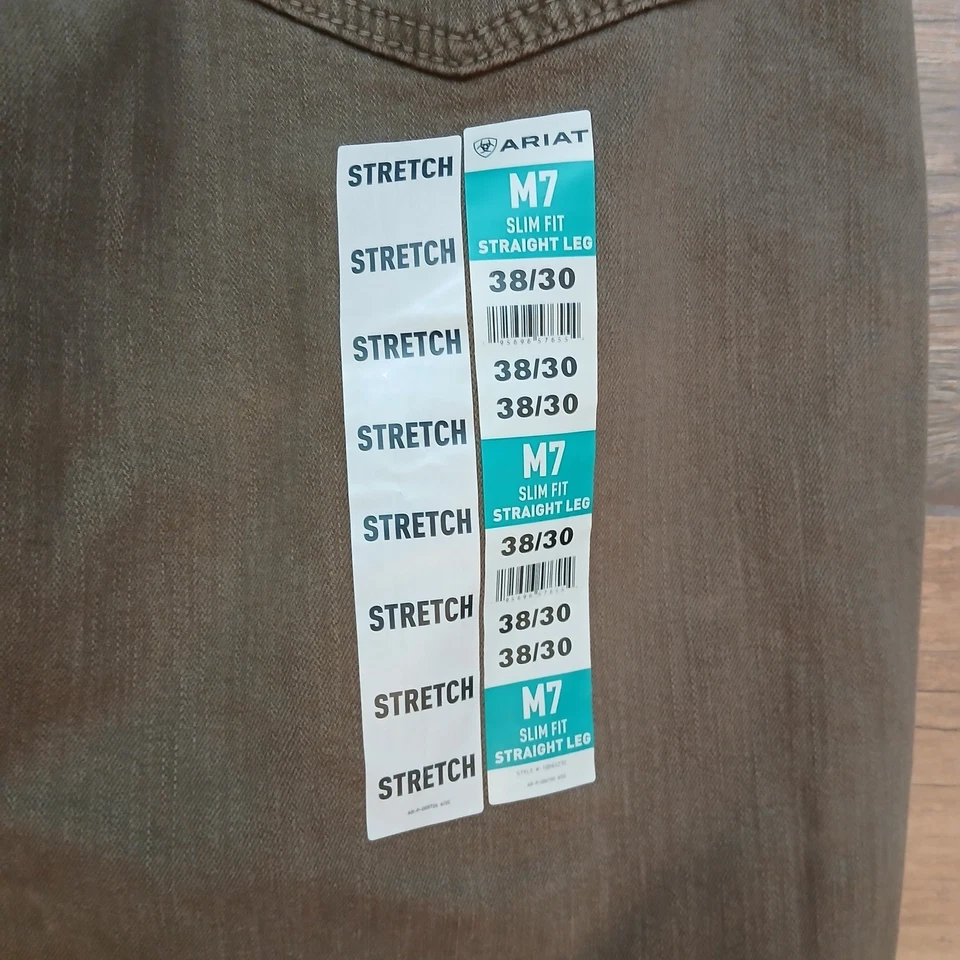 STRETCH
STRETCH
STRETCH
STRETCH
STRETCH
STRETCH
STRETCH
STRETCH
ARIAT
M7
SLIM FIT
STRAIGHT LEG
38/30
38/30
38/30
M7
SLIM FIT
STRAIGHT LEG
38/30
38/30
38/30
M7
SLIM FIT
STRAIGHT LEG
STYLE #